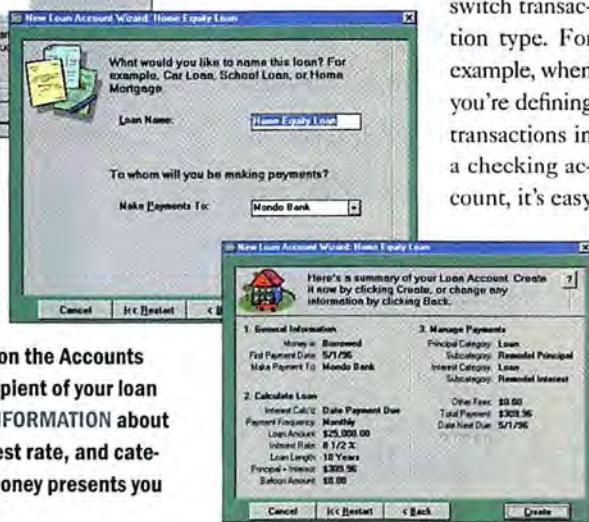 switch transac-
tion type. For
example, when
you're defining
transactions in
a checking ac-
count, it's easy
New Loan Account Wizard: Home Equity Loan
What would you like to name this loan? For
example, Car Loan, School Loan, or Home
Mortgage.
Loan Name: Home Equity Loan
To whom will you be making payments?
Make Payments To: Mondo Bank
Cancel |<< Restart < B
on the Accounts
pient of your loan
FORMATION about
est rate, and cate-
oney presents you
New Loan Account Wizard: Home Equity Loan
Here's a summary of your Loan Account. Create
it now by clicking Create, or change any
information by clicking Back.
?
1. General Information
Money is: Borrowed
First Payment Date: 5/1/96
Make Payment To: Mondo Bank
2. Calculate Loan
Interest Calc'd: Date Payment Due
Payment Frequency: Monthly
Loan Amount: $25,000.00
Interest Rate: 8 1/2 %
Loan Length: 10 Years
Principal + Interest: $309.96
Balloon Amount: $0.00
3. Manage Payments
Principal Category: Loan
Subcategory: Remodel Principal
Interest Category: Loan
Subcategory: Remodel Interest
Other Fees: $0.00
Total Payment: $309.96
Date Next Due: 5/1/96
Cancel |<< Restart < Back Create